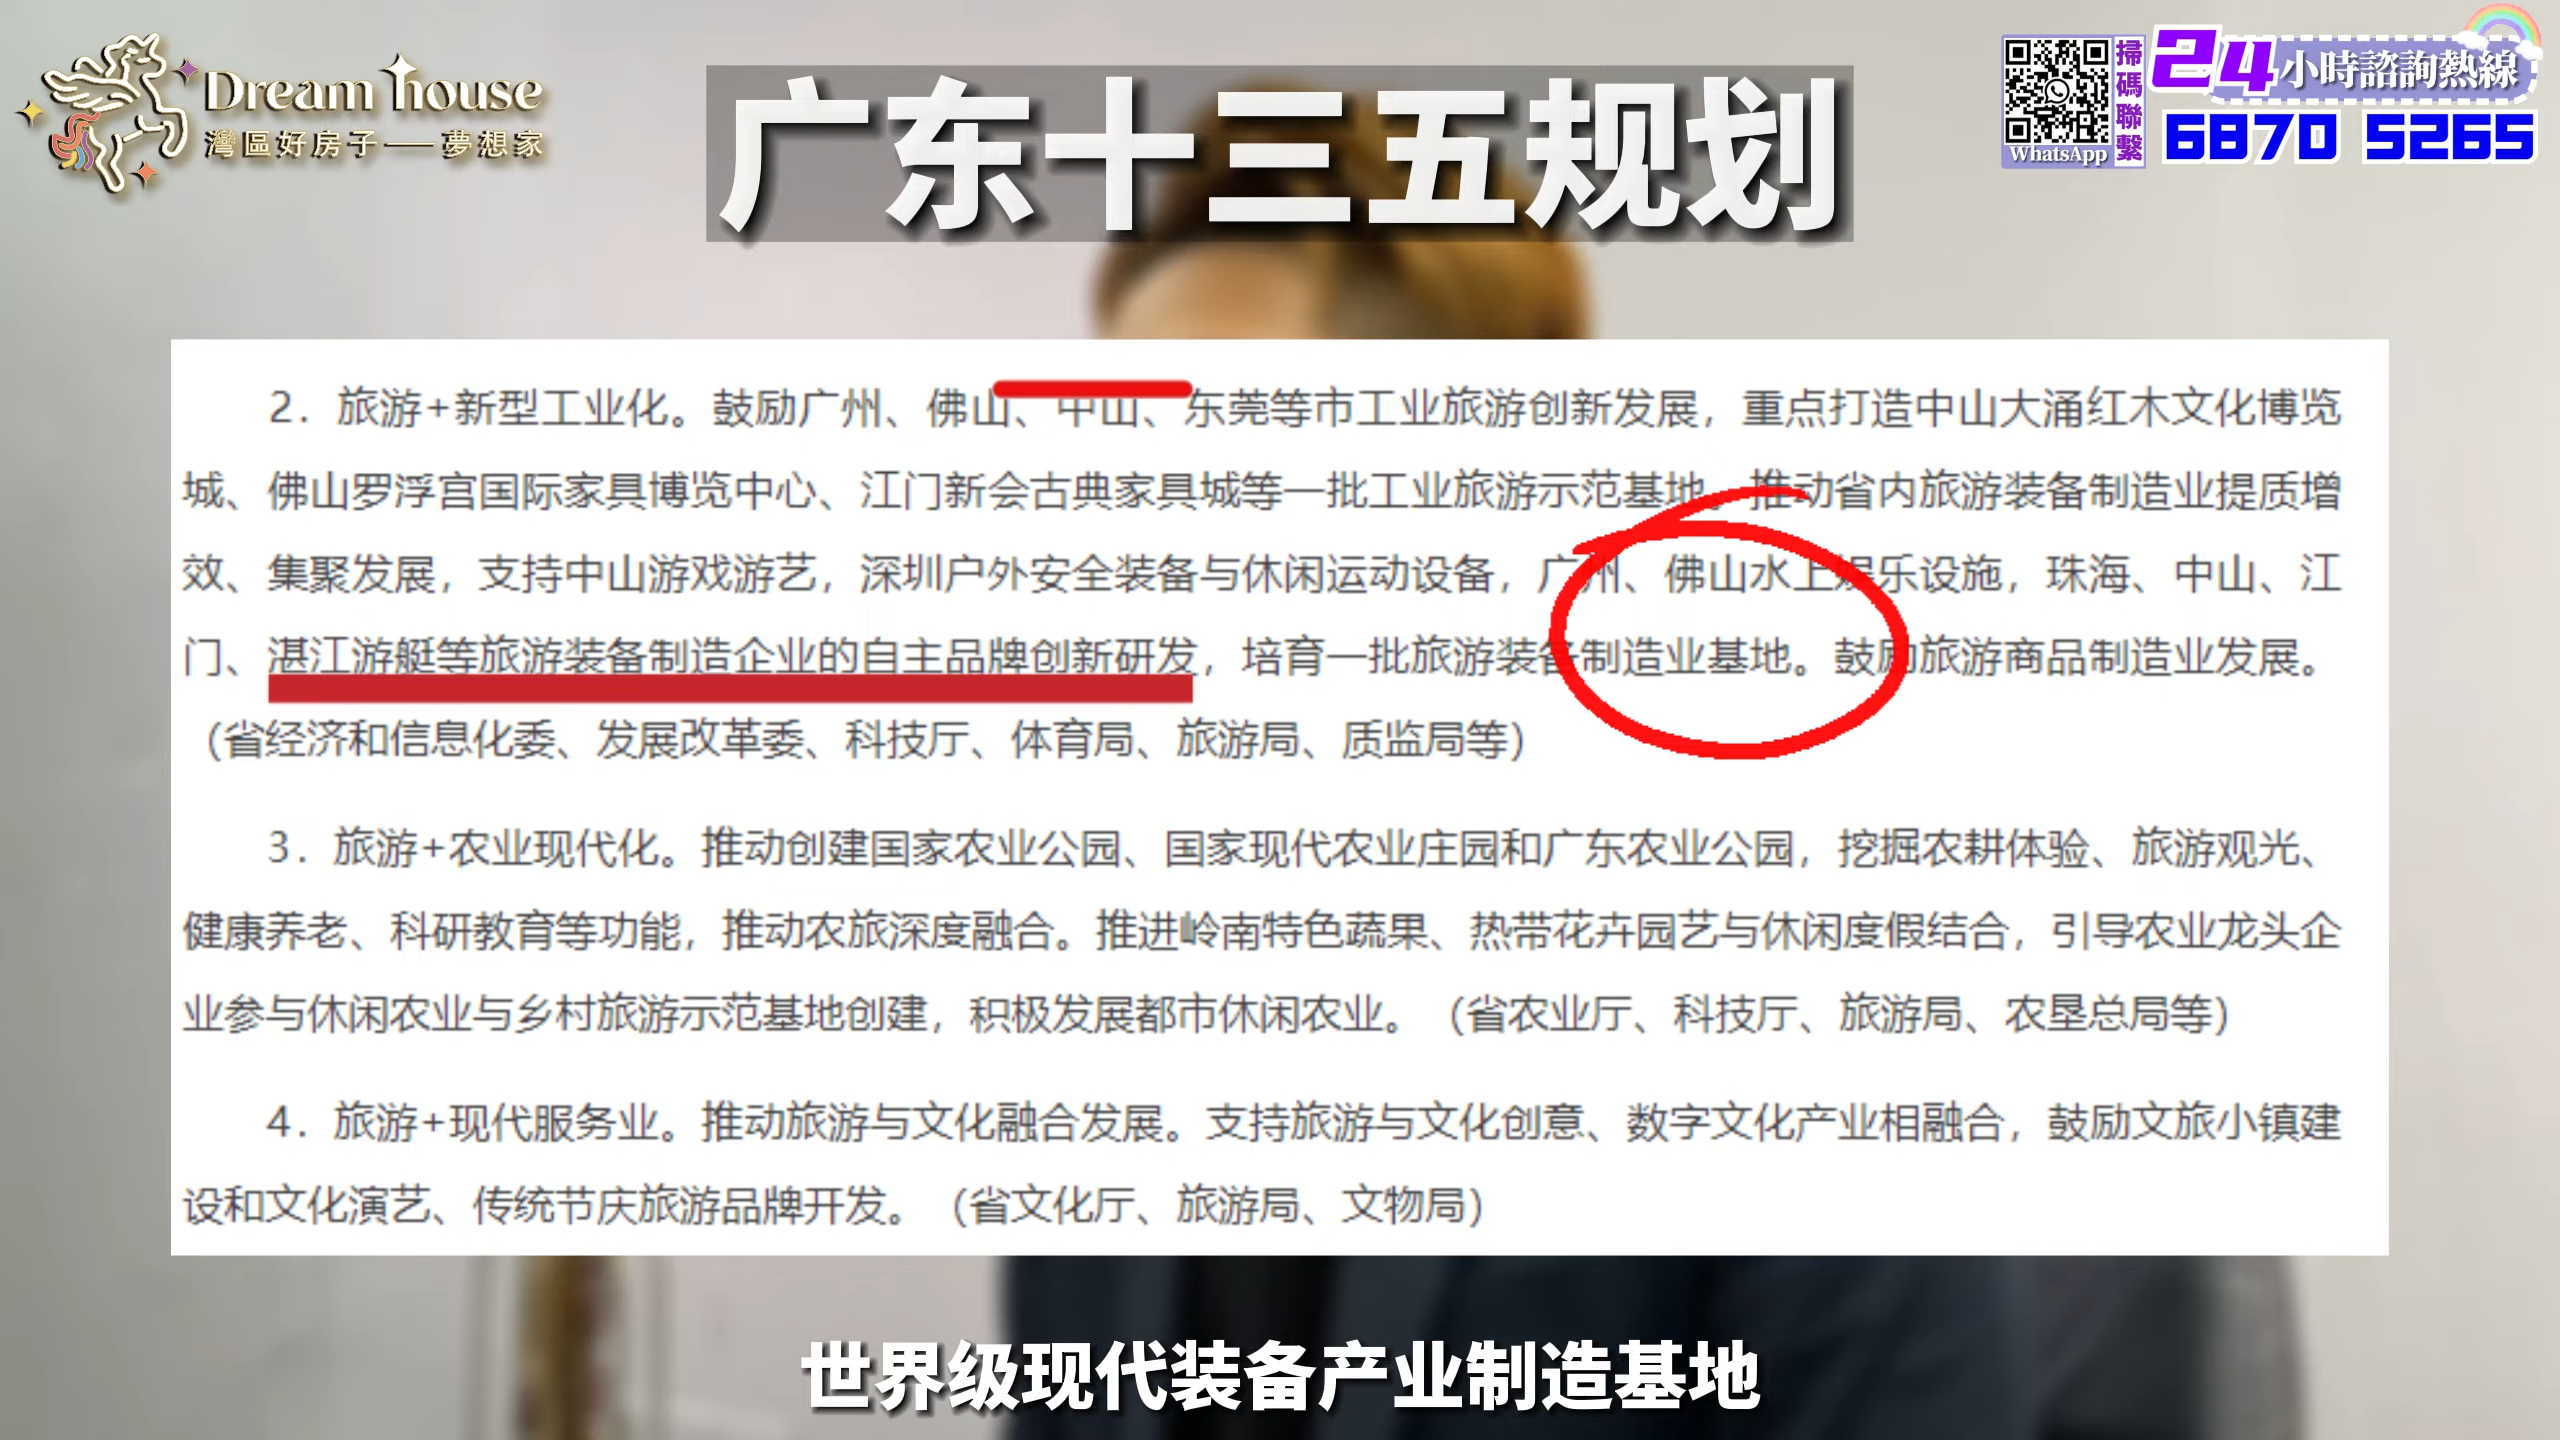 Dream house
灣區好房子——夢想家
广东十三五规划
掃碼聯繫
WhatsApp
24小時諮詢熱線
6870 5265
2．旅游+新型工业化。鼓励广州、佛山、中山、东莞等市工业旅游创新发展，重点打造中山大涌红木文化博览
城、佛山罗浮宫国际家具博览中心、江门新会古典家具城等一批工业旅游示范基地。推动省内旅游装备制造业提质增
效、集聚发展，支持中山游戏游艺，深圳户外安全装备与休闲运动设备，广州、佛山水上娱乐设施，珠海、中山、江
门、湛江游艇等旅游装备制造企业的自主品牌创新研发，培育一批旅游装备制造业基地。鼓励旅游商品制造业发展。
（省经济和信息化委、发展改革委、科技厅、体育局、旅游局、质监局等）
3．旅游+农业现代化。推动创建国家农业公园、国家现代农业庄园和广东农业公园，挖掘农耕体验、旅游观光、
健康养老、科研教育等功能，推动农旅深度融合。推进岭南特色蔬果、热带花卉园艺与休闲度假结合，引导农业龙头企
业参与休闲农业与乡村旅游示范基地创建，积极发展都市休闲农业。（省农业厅、科技厅、旅游局、农垦总局等）
4．旅游+现代服务业。推动旅游与文化融合发展。支持旅游与文化创意、数字文化产业相融合，鼓励文旅小镇建
设和文化演艺、传统节庆旅游品牌开发。（省文化厅、旅游局、文物局）
世界级现代装备产业制造基地